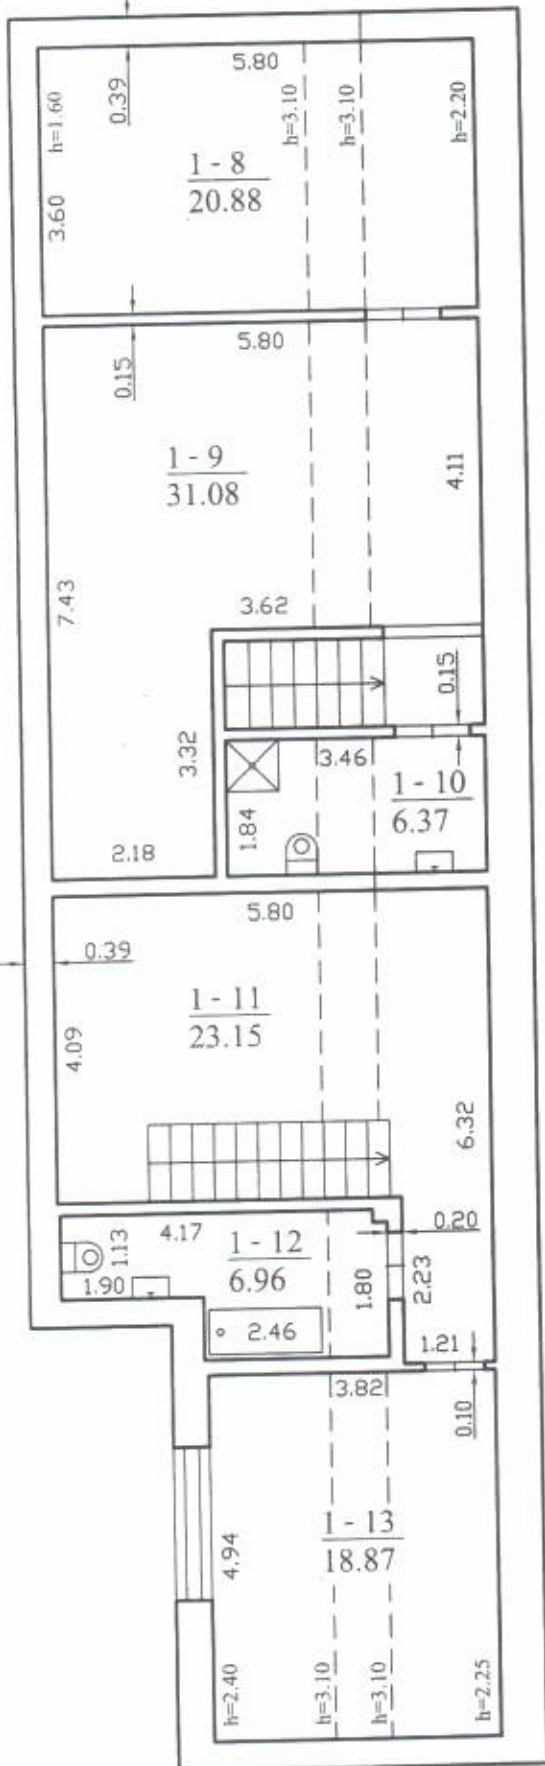 5.80
0.39
h=1.60
h=3.10
h=3.10
h=2.20
1 - 8
20.88
3.60
5.80
0.15
1 - 9
31.08
4.11
7.43
3.62
0.15
3.32
3.46
1 - 10
6.37
1.84
2.18
5.80
0.39
1 - 11
23.15
4.09
6.32
0.20
4.17
1.13
1 - 12
6.96
1.90
1.80
2.23
2.46
1.21
3.82
0.10
1 - 13
18.87
4.94
h=2.40
h=3.10
h=3.10
h=2.25